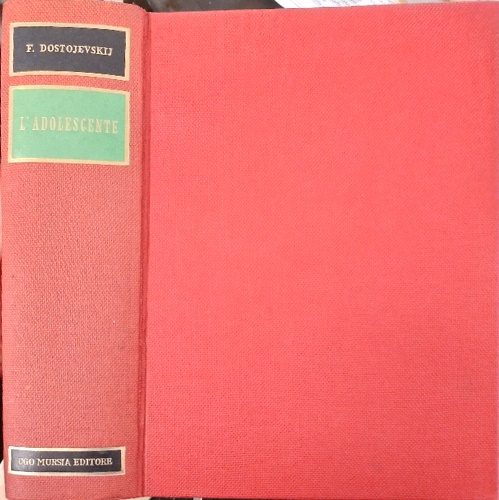 F. DOSTOJEVSKIJ
L'ADOLESCENTE
UGO MURSIA EDITORE